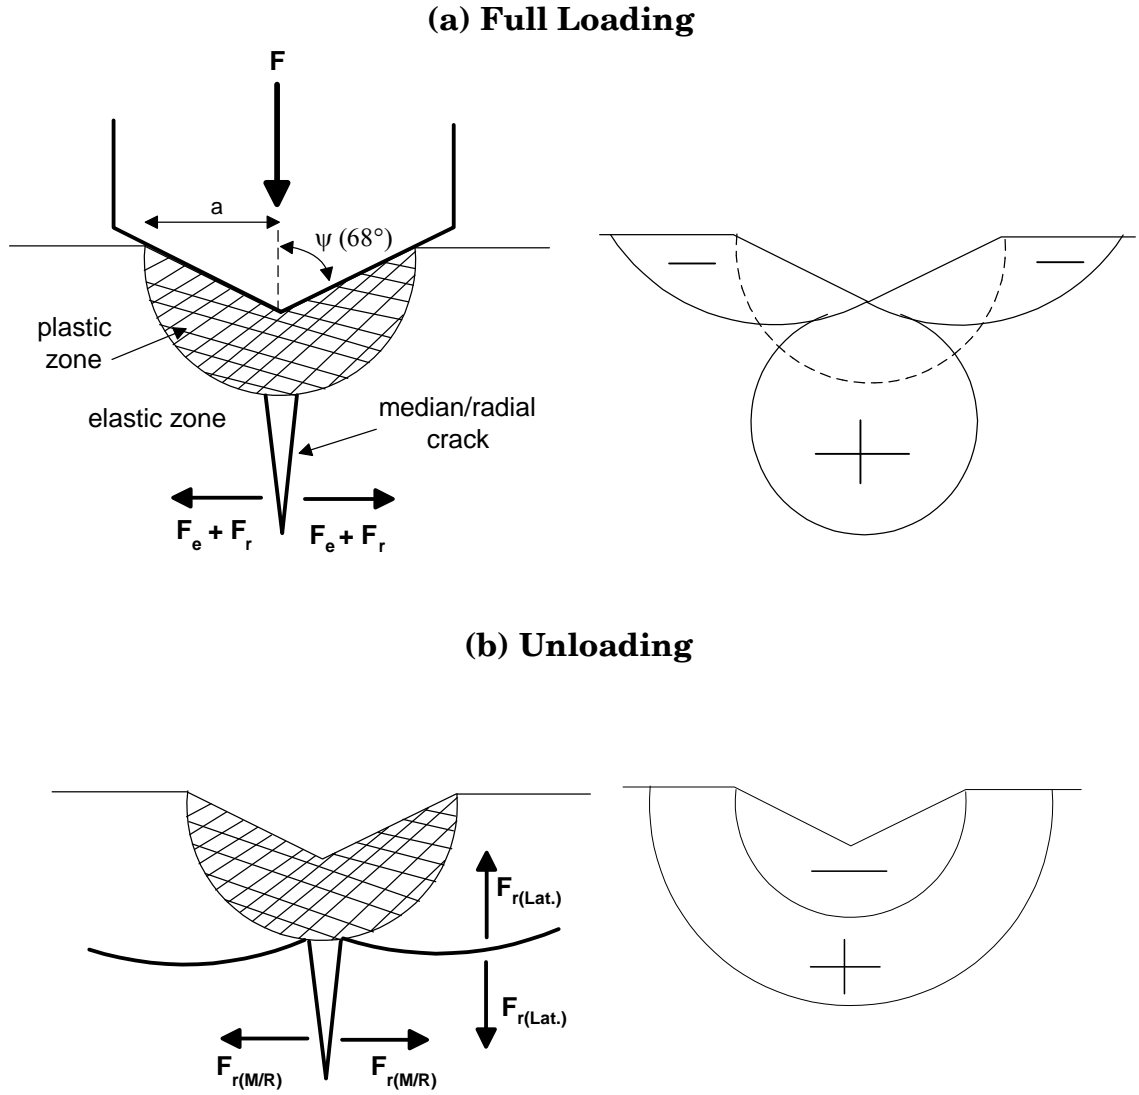 (a) Full Loading
F
a
ψ (68°)
plastic
zone
elastic zone
median/radial
crack
Fe + Fr
Fe + Fr
−
−
+
(b) Unloading
Fr(Lat.)
Fr(Lat.)
Fr(M/R)
Fr(M/R)
−
+